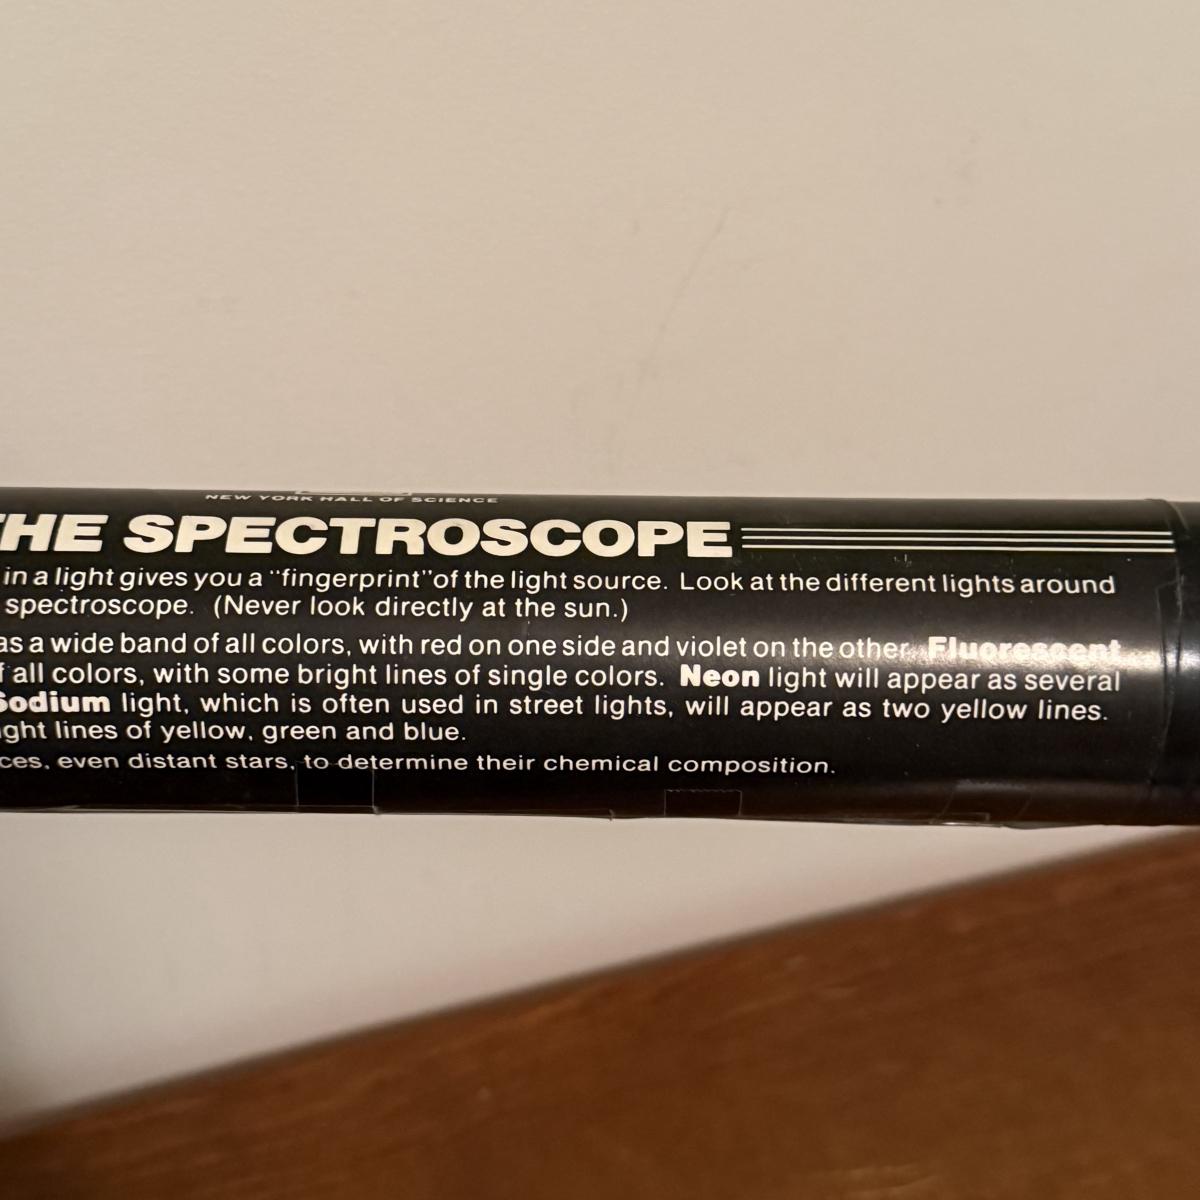 NEW YORK HALL OF SCIENCE
THE SPECTROSCOPE
in a light gives you a "fingerprint" of the light source. Look at the different lights around
spectroscope. (Never look directly at the sun.)
as a wide band of all colors, with red on one side and violet on the other. Fluorescent
f all colors, with some bright lines of single colors. Neon light will appear as several
Sodium light, which is often used in street lights, will appear as two yellow lines.
ght lines of yellow, green and blue.
ces, even distant stars, to determine their chemical composition.